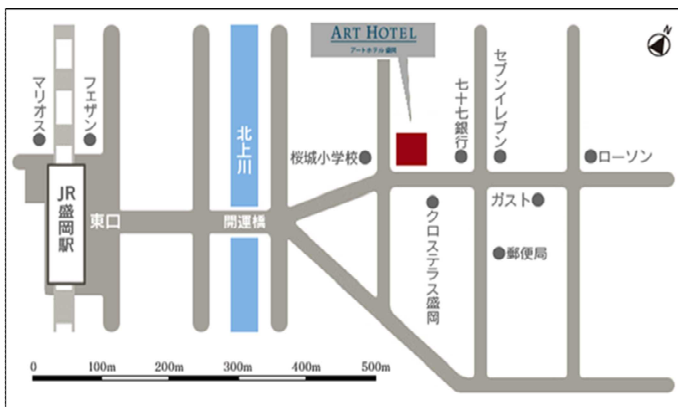 ART HOTEL
アートホテル盛岡
N
マリオス
フェザン
北上川
桜城小学校
七十七銀行
セブンイレブン
ローソン
JR盛岡駅
東口
開運橋
クロステラス盛岡
ガスト
郵便局
0 100m 200m 300m 400m 500m